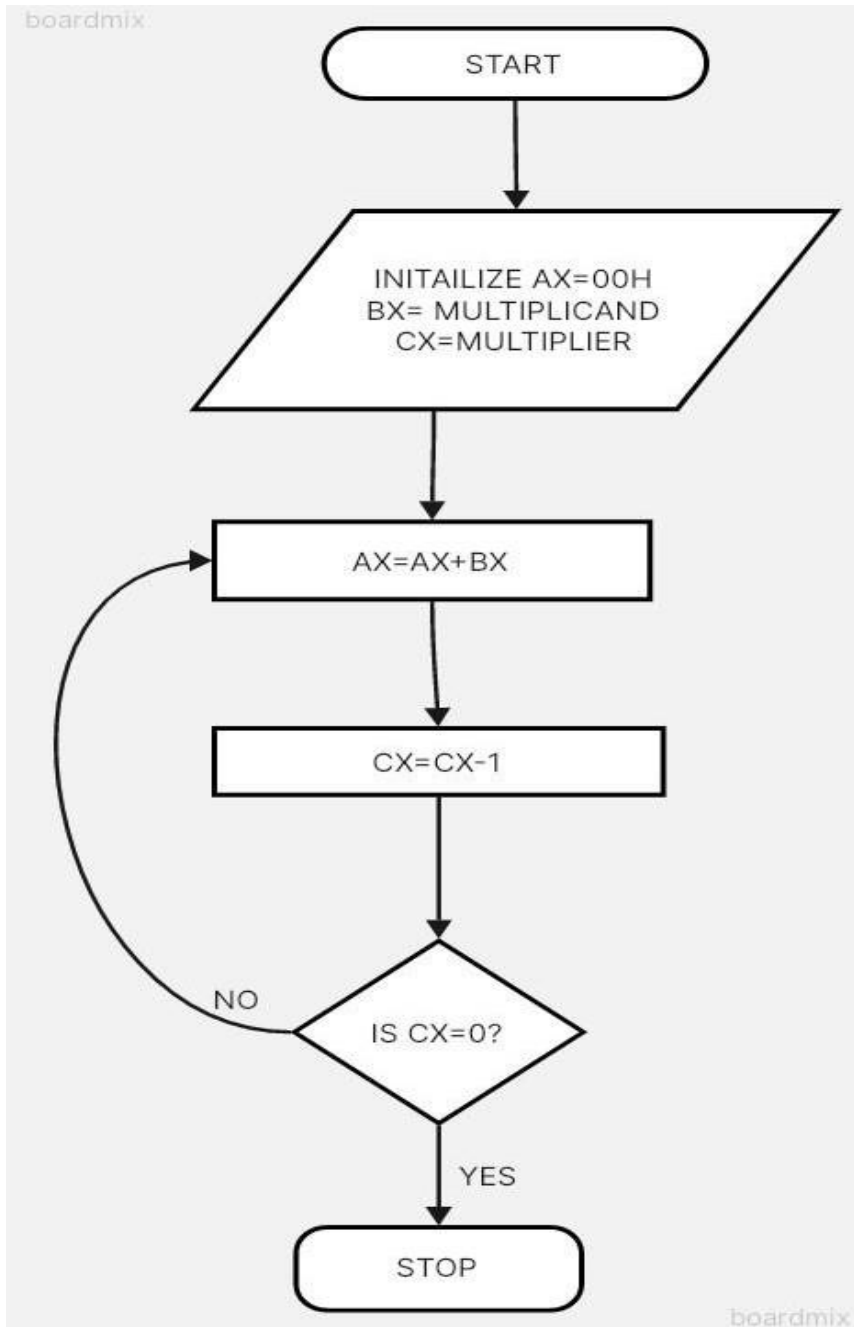 boardmix
START
INITAILIZE AX=00H
BX= MULTIPLICAND
CX=MULTIPLIER
AX=AX+BX
CX=CX-1
NO
IS CX=0?
YES
STOP
boardmix